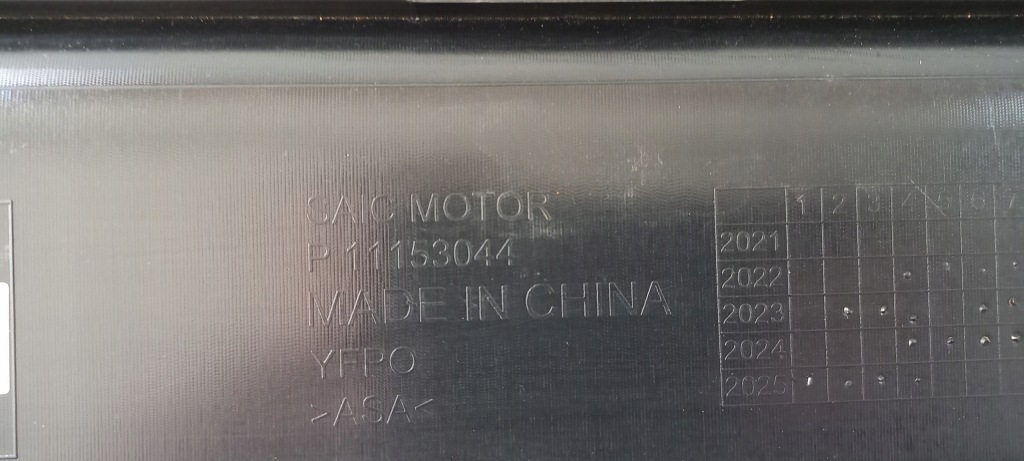 SAIC MOTOR
P 11153044
MADE IN CHINA
YFPO
>ASA<
1 2 3 4 5 6 7
2021
2022
2023
2024
2025